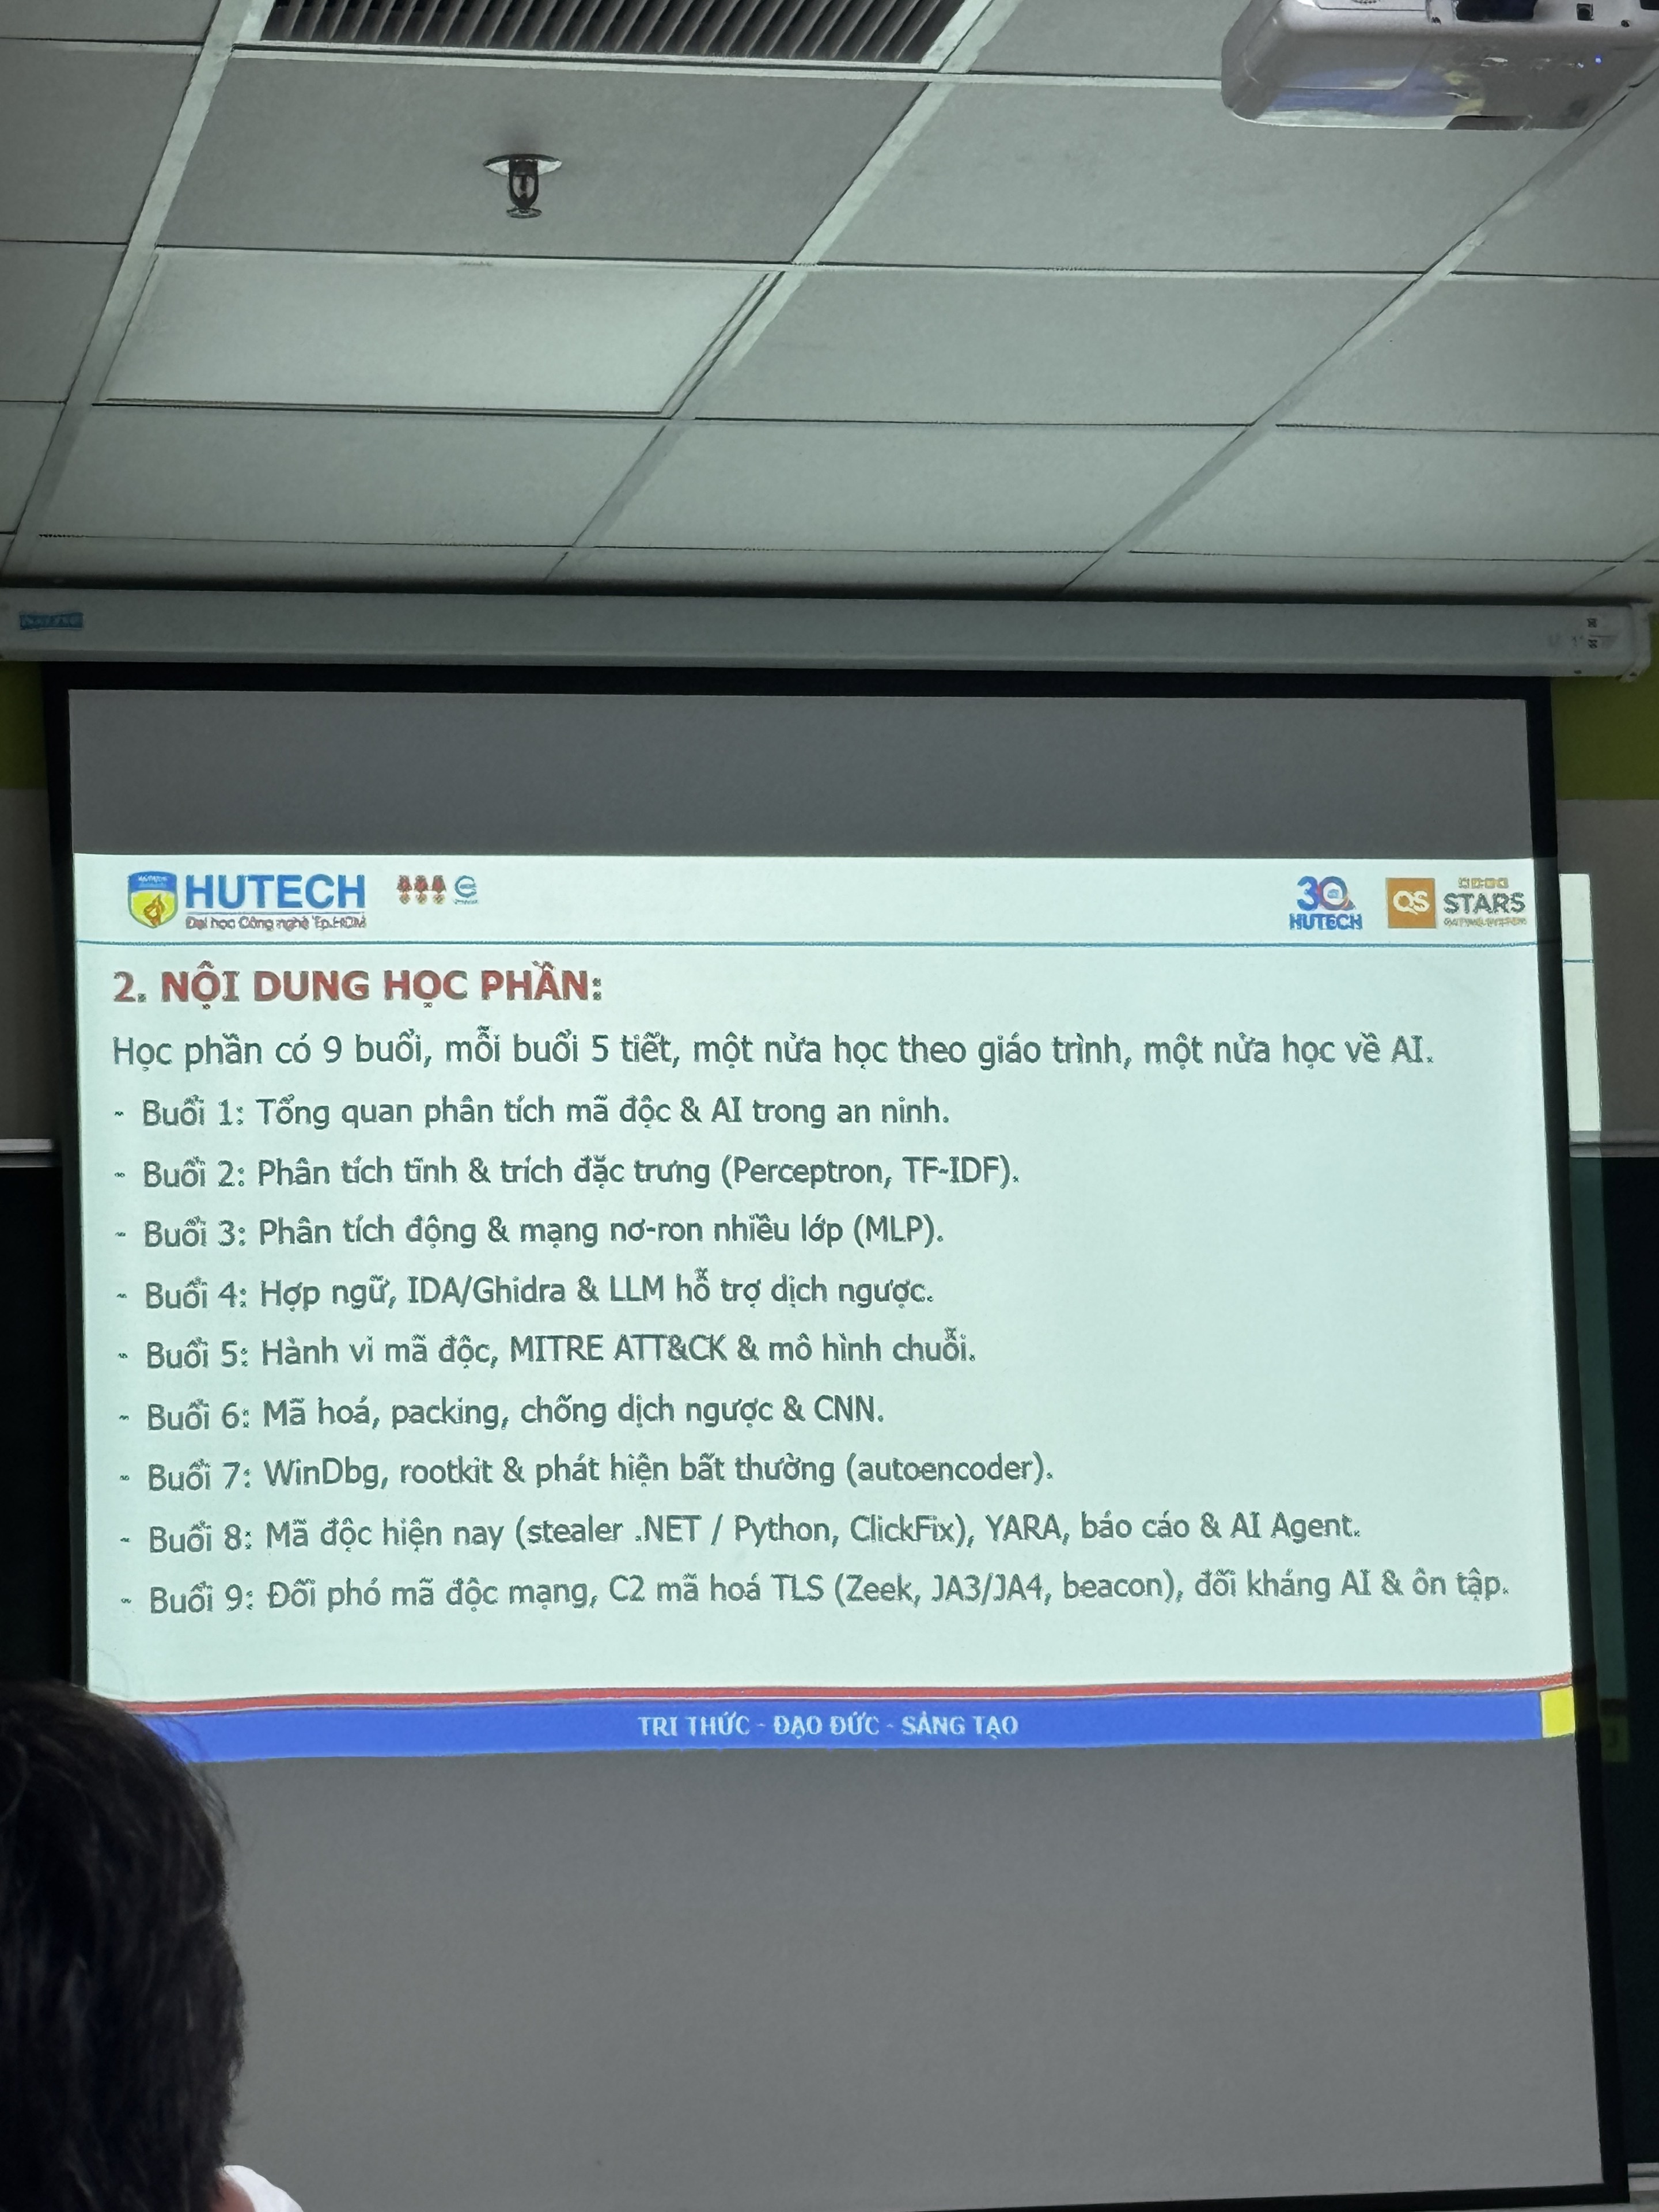 HUTECH
Đại học Công nghệ Tp.HCM
30
HUTECH
QS
STARS
2. NỘI DUNG HỌC PHẦN:
Học phần có 9 buổi, mỗi buổi 5 tiết, một nửa học theo giáo trình, một nửa học về AI.
- Buổi 1: Tổng quan phân tích mã độc & AI trong an ninh.
- Buổi 2: Phân tích tĩnh & trích đặc trưng (Perceptron, TF-IDF).
- Buổi 3: Phân tích động & mạng nơ-ron nhiều lớp (MLP).
- Buổi 4: Hợp ngữ, IDA/Ghidra & LLM hỗ trợ dịch ngược.
- Buổi 5: Hành vi mã độc, MITRE ATT&CK & mô hình chuỗi.
- Buổi 6: Mã hoá, packing, chống dịch ngược & CNN.
- Buổi 7: WinDbg, rootkit & phát hiện bất thường (autoencoder).
- Buổi 8: Mã độc hiện nay (stealer .NET / Python, ClickFix), YARA, báo cáo & AI Agent.
- Buổi 9: Đối phó mã độc mạng, C2 mã hoá TLS (Zeek, JA3/JA4, beacon), đối kháng AI & ôn tập.
TRI THỨC - ĐẠO ĐỨC - SÁNG TẠO